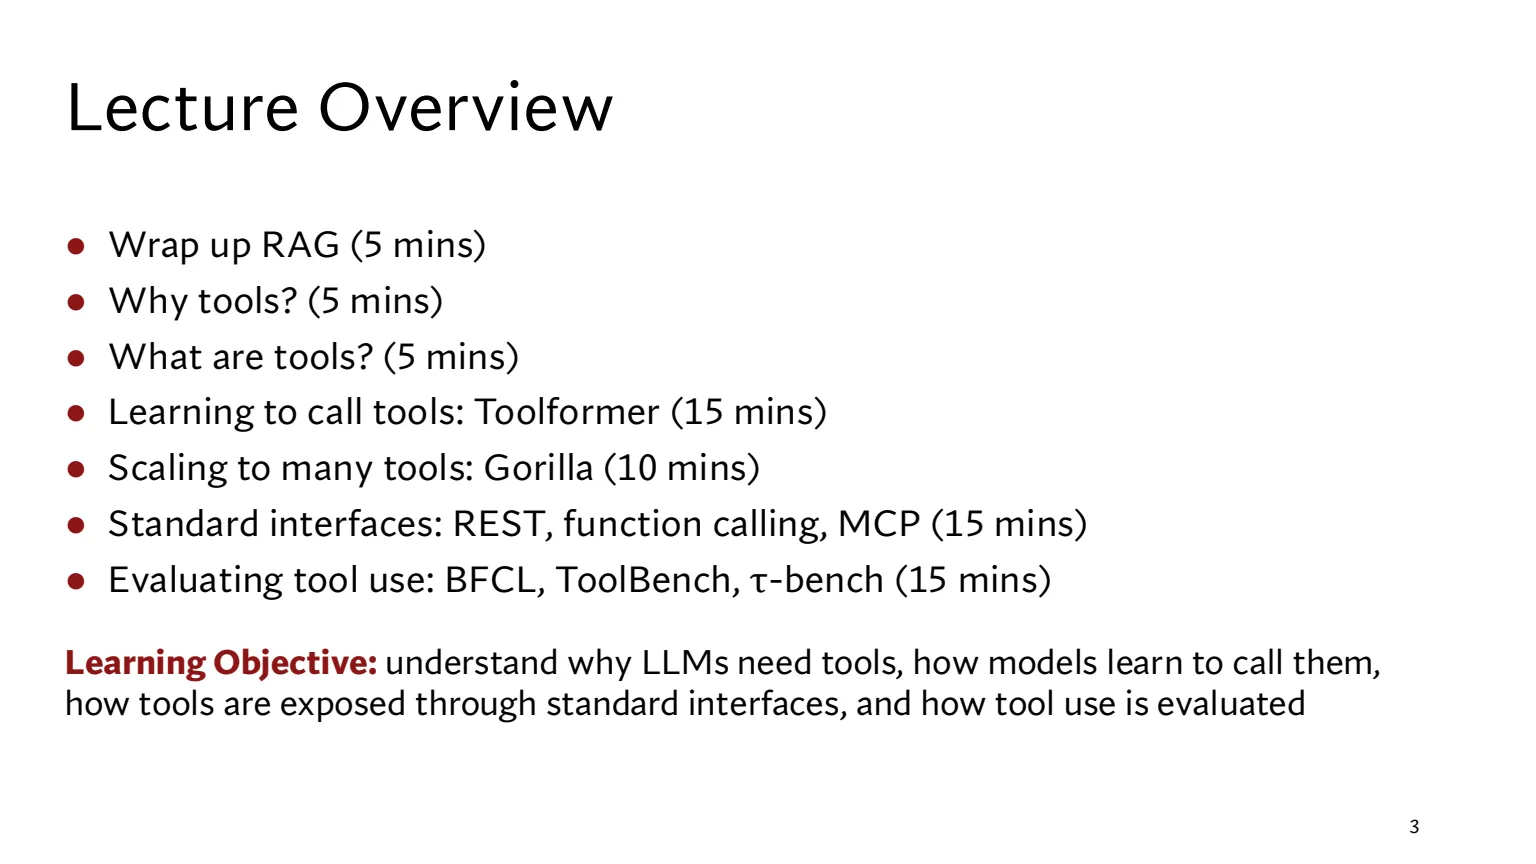 Lecture Overview
● Wrap up RAG (5 mins)
● Why tools? (5 mins)
● What are tools? (5 mins)
● Learning to call tools: Toolformer (15 mins)
● Scaling to many tools: Gorilla (10 mins)
● Standard interfaces: REST, function calling, MCP (15 mins)
● Evaluating tool use: BFCL, ToolBench, τ-bench (15 mins)
Learning Objective: understand why LLMs need tools, how models learn to call them,
how tools are exposed through standard interfaces, and how tool use is evaluated
3